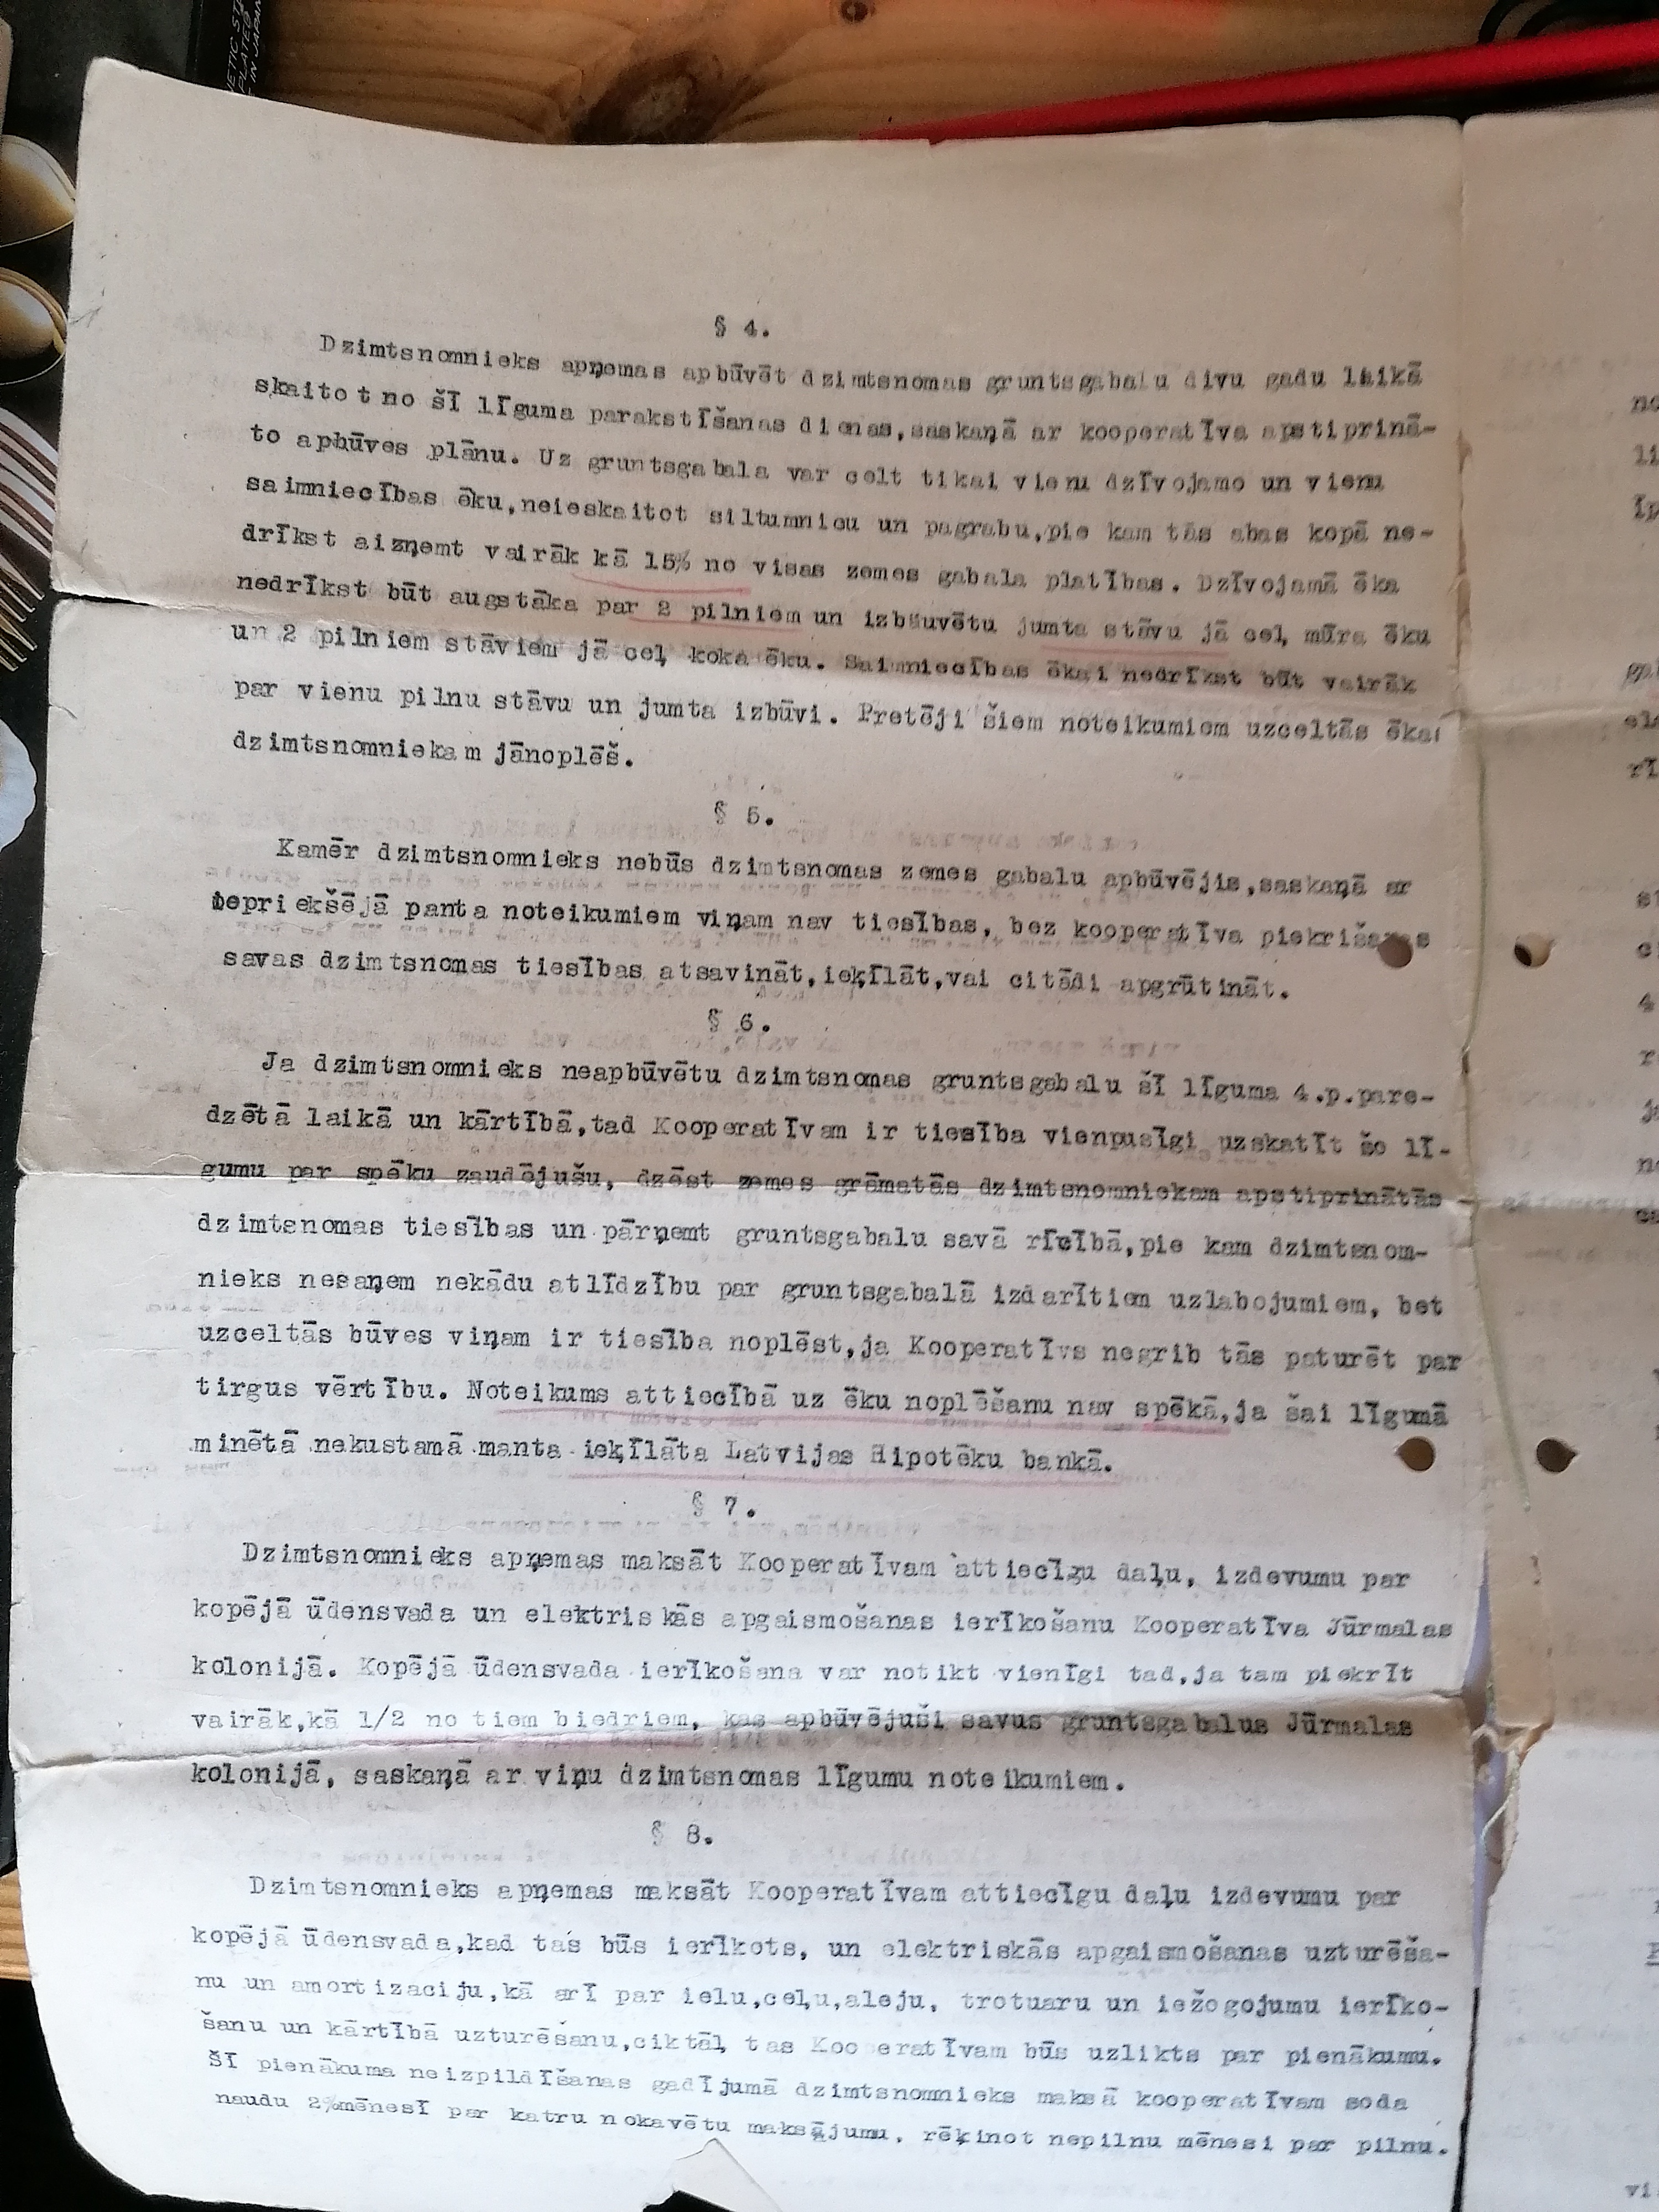 § 4.
Dzimtsnomnieks apņemas apbūvēt dzimtsnomas gruntsgabalu divu gadu laikā
skaitot no šī līguma parakstīšanas dienas,saskaņā ar kooperatīva apstiprinā-
to apbūves plānu. Uz gruntsgabala var celt tikai vienu dzīvojamo un vienu
saimniecības ēku,neieskaitot siltumnicu un pagrabu,pie kam tās abas kopā ne-
drīkst aizņemt vairāk kā 15% no visas zemes gabala platības. Dzīvojamā ēka
nedrīkst būt augstāka par 2 pilniem un izbūvētu jumta stāvu jā ceļ mūra ēku
un 2 pilniem stāviem jā ceļ koka ēku. Saimniecības ēkai nedrīkst būt vairāk
par vienu pilnu stāvu un jumta izbūvi. Pretēji šiem noteikumiem uzceltās ēkas
dzimtsnomniekam jānoplēš.
§ 5.
Kamēr dzimtsnomnieks nebūs dzimtsnomas zemes gabalu apbūvējis,saskaņā ar
iepriekšējā panta noteikumiem viņam nav tiesības, bez kooperatīva piekrišanas
savas dzimtsnomas tiesības atsavināt,ieķīlāt,vai citādi apgrūtināt.
§ 6.
Ja dzimtsnomnieks neapbūvētu dzimtsnomas gruntsgabalu šī līguma 4.p.pare-
dzētā laikā un kārtībā,tad Kooperatīvam ir tiesība vienpusīgi uzskatīt šo lī-
gumu par spēku zaudējušu, dzēst zemes grāmatās dzimtsnomniekam apstiprinātās
dzimtsnomas tiesības un pārņemt gruntsgabalu savā rīcībā,pie kam dzimtsnom-
nieks nesaņem nekādu atlīdzību par gruntsgabalā izdarītiem uzlabojumiem, bet
uzceltās būves viņam ir tiesība noplēst,ja Kooperatīvs negrib tās paturēt par
tirgus vērtību. Noteikums attiecībā uz ēku noplēšanu nav spēkā,ja šai līgumā
minētā nekustamā manta ieķīlāta Latvijas Hipotēku bankā.
§ 7.
Dzimtsnomnieks apņemas maksāt Kooperatīvam attiecīgu daļu, izdevumu par
kopējā ūdensvada un elektriskās apgaismošanas ierīkošanu Kooperatīva Jūrmalas
kolonijā. Kopējā ūdensvada ierīkošana var notikt vienīgi tad,ja tam piekrīt
vairāk,kā 1/2 no tiem biedriem, kas apbūvējuši savus gruntsgabalus Jūrmalas
kolonijā, saskaņā ar viņu dzimtsnomas līgumu noteikumiem.
§ 8.
Dzimtsnomnieks apņemas maksāt Kooperatīvam attiecīgu daļu izdevumu par
kopējā ūdensvada,kad tas būs ierīkots, un elektriskās apgaismošanas uzturēša-
nu un amortizaciju,kā arī par ielu,ceļu,aleju, trotuaru un iežogojumu ierīko-
šanu un kārtībā uzturēšanu,ciktāļ tas Kooperatīvam būs uzlikts par pienākumu.
Šī pienākuma neizpildīšanas gadījumā dzimtsnomnieks maksā kooperatīvam soda
naudu 2%mēnesī par katru nokavētu maksājumu, rēķinot nepilnu mēnesi par pilnu.